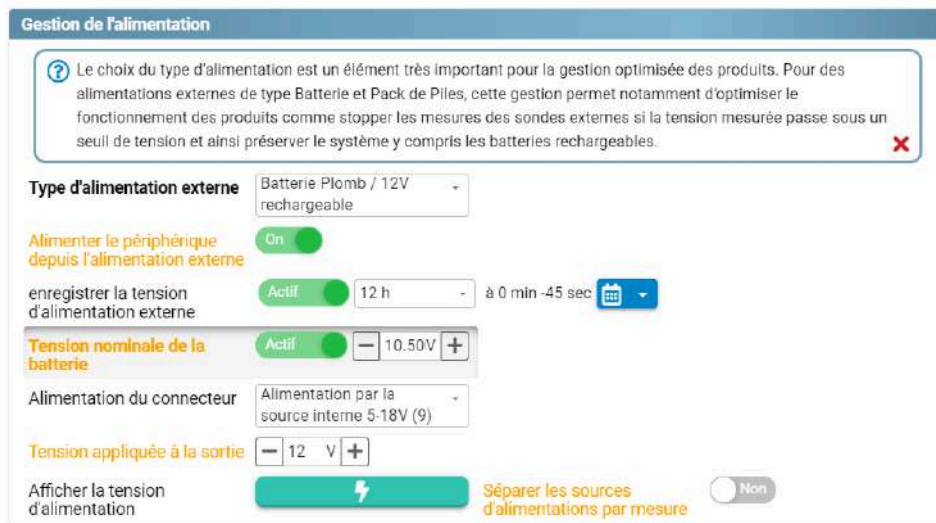 Gestion de l'alimentation
Le choix du type d'alimentation est un élément très important pour la gestion optimisée des produits. Pour des
alimentations externes de type Batterie et Pack de Piles, cette gestion permet notamment d'optimiser le
fonctionnement des produits comme stopper les mesures des sondes externes si la tension mesurée passe sous un
seuil de tension et ainsi préserver le système y compris les batteries rechargeables.
Type d'alimentation externe
Batterie Plomb / 12V
rechargeable
Alimenter le périphérique
depuis l'alimentation externe
On
enregistrer la tension
d'alimentation externe
Actif
12 h
à 0 min -45 sec
Tension nominale de la
batterie
Actif
— 10.50V +
Alimentation du connecteur
Alimentation par la
source interne 5-18V (9)
Tension appliquée à la sortie
— 12 V +
Afficher la tension
d'alimentation
Séparer les sources
d'alimentations par mesure
Non